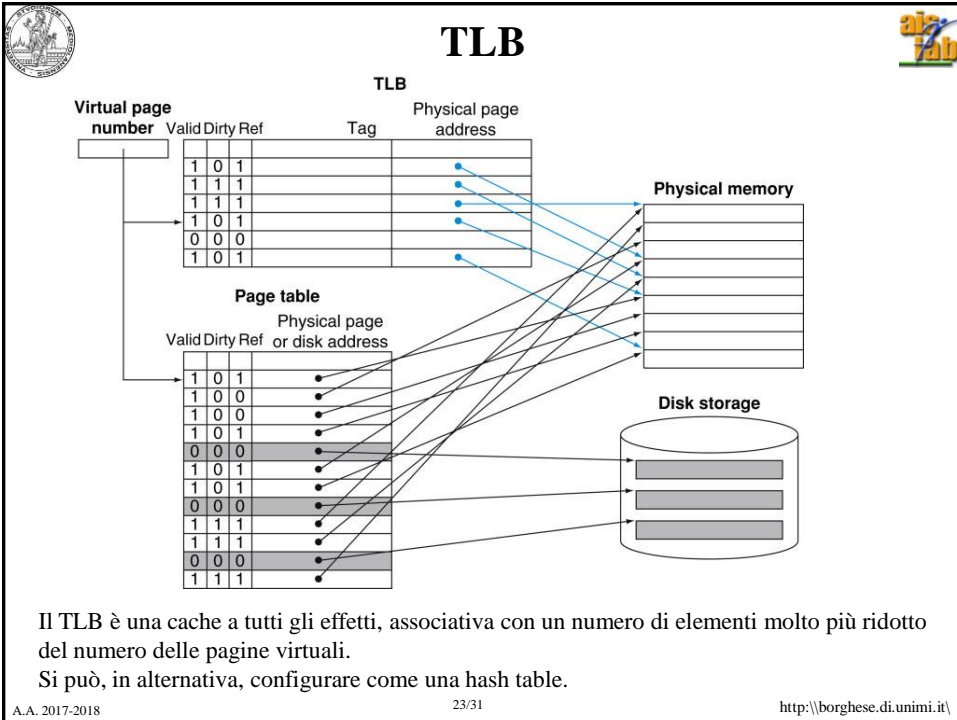 TLB
TLB
Virtual page
number
Valid Dirty Ref
Tag
Physical page
address
1 0 1
1 1 1
1 1 1
1 0 1
0 0 0
1 0 1
Physical memory
Page table
Physical page
or disk address
Valid Dirty Ref
1 0 1
1 0 0
1 0 0
1 0 1
0 0 0
1 0 1
1 0 1
0 0 0
1 1 1
1 1 1
0 0 0
1 1 1
Disk storage
Il TLB è una cache a tutti gli effetti, associativa con un numero di elementi molto più ridotto
del numero delle pagine virtuali.
Si può, in alternativa, configurare come una hash table.
A.A. 2017-2018
23/31
http:\\borghese.di.unimi.it\